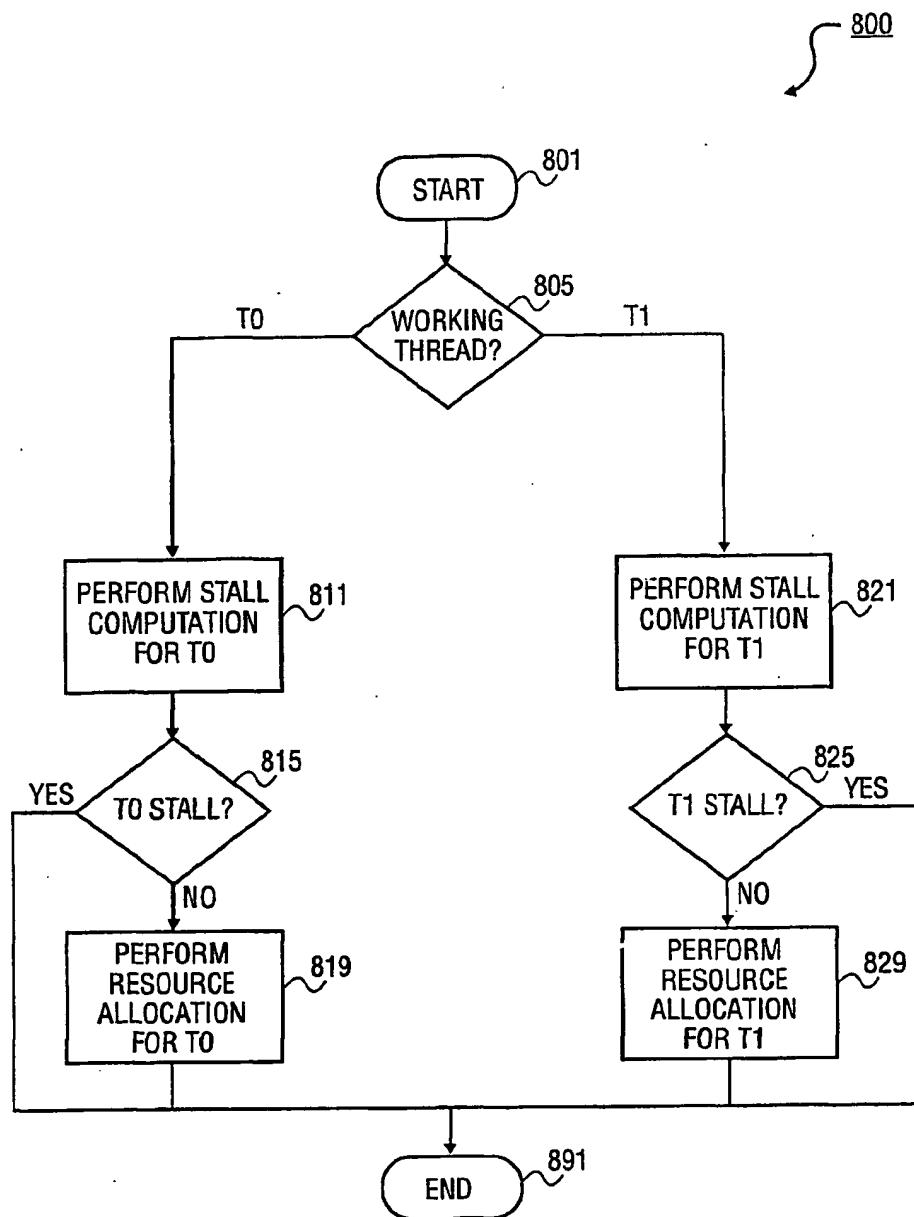 800
START
801
805
WORKING
THREAD?
T0
T1
PERFORM STALL
COMPUTATION
FOR T0
811
PERFORM STALL
COMPUTATION
FOR T1
821
815
T0 STALL?
YES
NO
825
T1 STALL?
YES
NO
PERFORM
RESOURCE
ALLOCATION
FOR T0
819
PERFORM
RESOURCE
ALLOCATION
FOR T1
829
END
891